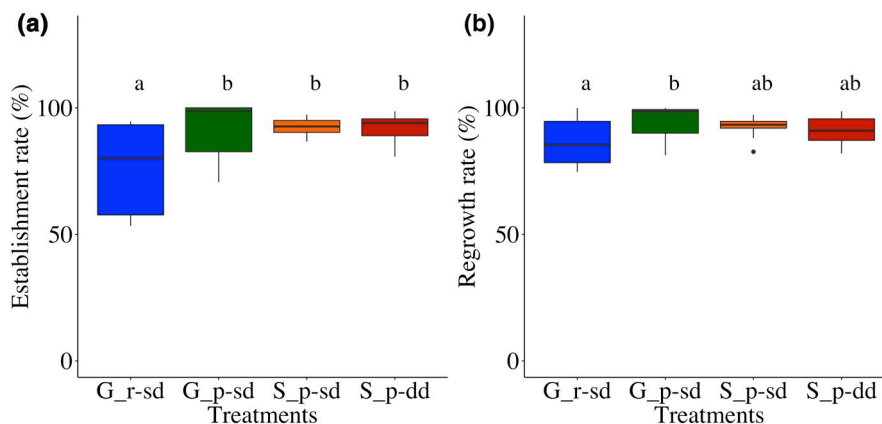 (a)
a b b b
Establishment rate (%)
100
50
0
G_r-sd G_p-sd S_p-sd S_p-dd
Treatments
(b)
a b ab ab
Regrowth rate (%)
100
50
0
G_r-sd G_p-sd S_p-sd S_p-dd
Treatments